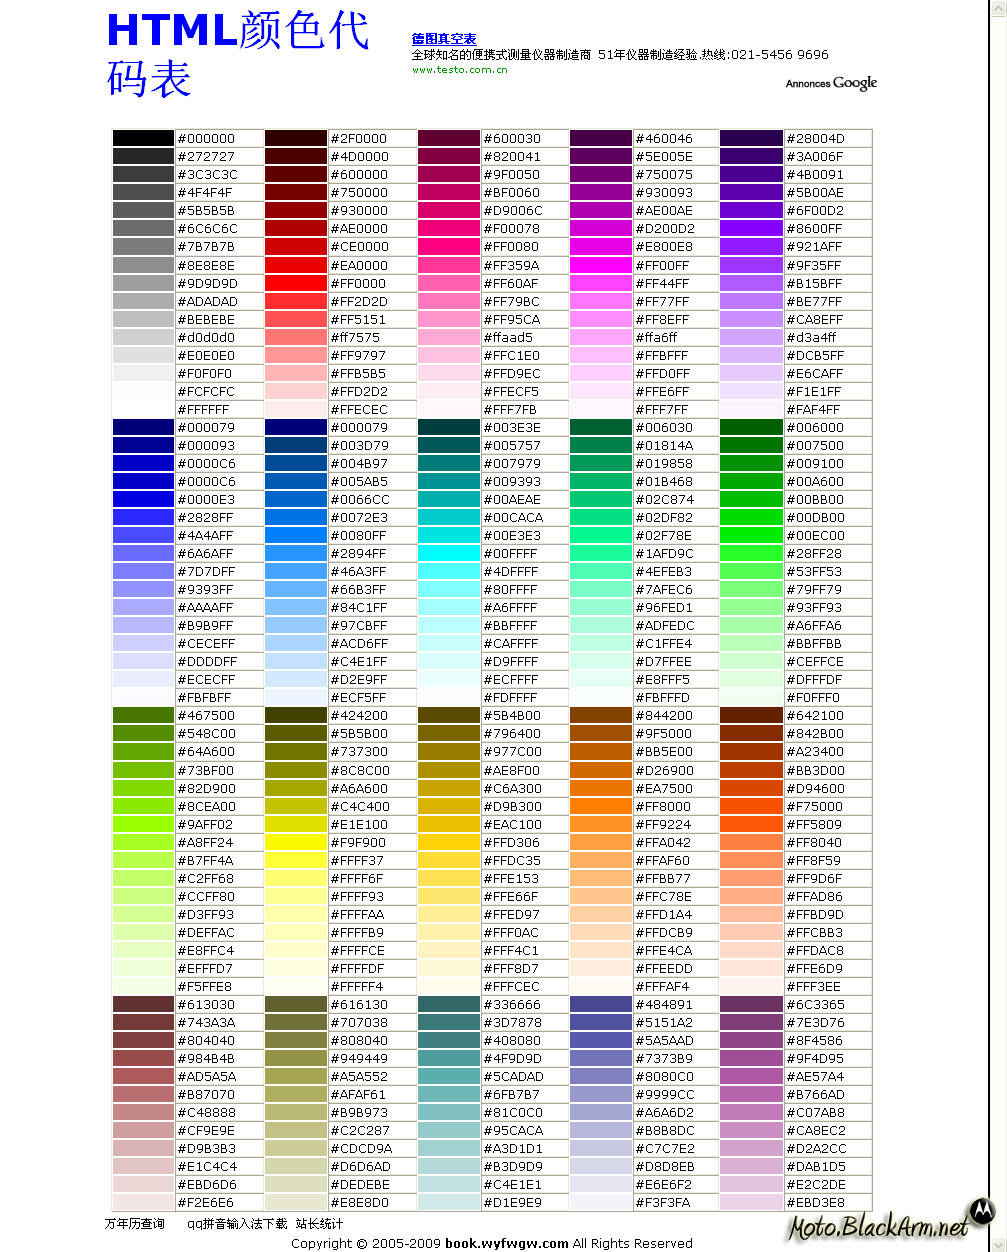 HTML颜色代
码表
德图真空表
全球知名的便携式测量仪器制造商 51年仪器制造经验,热线:021-5456 9696
www.testo.com.cn
Annonces Google
#000000 #2F0000 #600030 #460046 #28004D
#272727 #4D0000 #820041 #5E005E #3A006F
#3C3C3C #600000 #9F0050 #750075 #4B0091
#4F4F4F #750000 #BF0060 #930093 #5B00AE
#5B5B5B #930000 #D9006C #AE00AE #6F00D2
#6C6C6C #AE0000 #F00078 #D200D2 #8600FF
#7B7B7B #CE0000 #FF0080 #E800E8 #921AFF
#8E8E8E #EA0000 #FF359A #FF00FF #9F35FF
#9D9D9D #FF0000 #FF60AF #FF44FF #B15BFF
#ADADAD #FF2D2D #FF79BC #FF77FF #BE77FF
#BEBEBE #FF5151 #FF95CA #FF8EFF #CA8EFF
#d0d0d0 #ff7575 #ffaad5 #ffa6ff #d3a4ff
#E0E0E0 #FF9797 #FFC1E0 #FFBFFF #DCB5FF
#F0F0F0 #FFB5B5 #FFD9EC #FFD0FF #E6CAFF
#FCFCFC #FFD2D2 #FFECF5 #FFE6FF #F1E1FF
#FFFFFF #FFECEC #FFF7FB #FFF7FF #FAF4FF
#000079 #000079 #003E3E #006030 #006000
#000093 #003D79 #005757 #01814A #007500
#0000C6 #004B97 #007979 #019858 #009100
#0000C6 #005AB5 #009393 #01B468 #00A600
#0000E3 #0066CC #00AEAE #02C874 #00BB00
#2828FF #0072E3 #00CACA #02DF82 #00DB00
#4A4AFF #0080FF #00E3E3 #02F78E #00EC00
#6A6AFF #2894FF #00FFFF #1AFD9C #28FF28
#7D7DFF #46A3FF #4DFFFF #4EFEB3 #53FF53
#9393FF #66B3FF #80FFFF #7AFEC6 #79FF79
#AAAAFF #84C1FF #A6FFFF #96FED1 #93FF93
#B9B9FF #97CBFF #BBFFFF #ADFEDC #A6FFA6
#CECEFF #ACD6FF #CAFFFF #C1FFE4 #BBFFBB
#DDDDFF #C4E1FF #D9FFFF #D7FFEE #CEFFCE
#ECECFF #D2E9FF #ECFFFF #E8FFF5 #DFFFDF
#FBFBFF #ECF5FF #FDFFFF #FBFFFD #F0FFF0
#467500 #424200 #5B4B00 #844200 #642100
#548C00 #5B5B00 #796400 #9F5000 #842B00
#64A600 #737300 #977C00 #BB5E00 #A23400
#73BF00 #8C8C00 #AE8F00 #D26900 #BB3D00
#82D900 #A6A600 #C6A300 #EA7500 #D94600
#8CEA00 #C4C400 #D9B300 #FF8000 #F75000
#9AFF02 #E1E100 #EAC100 #FF9224 #FF5809
#A8FF24 #F9F900 #FFD306 #FFA042 #FF8040
#B7FF4A #FFFF37 #FFDC35 #FFAF60 #FF8F59
#C2FF68 #FFFF6F #FFE153 #FFBB77 #FF9D6F
#CCFF80 #FFFF93 #FFE66F #FFC78E #FFAD86
#D3FF93 #FFFFAA #FFED97 #FFD1A4 #FFBD9D
#DEFFAC #FFFFB9 #FFF0AC #FFDCB9 #FFCBB3
#E8FFC4 #FFFFCE #FFF4C1 #FFE4CA #FFDAC8
#EFFFD7 #FFFFDF #FFF8D7 #FFEEDD #FFE6D9
#F5FFE8 #FFFFF4 #FFFCEC #FFFAF4 #FFF3EE
#613030 #616130 #336666 #484891 #6C3365
#743A3A #707038 #3D7878 #5151A2 #7E3D76
#804040 #808040 #408080 #5A5AAD #8F4586
#984B4B #949449 #4F9D9D #7373B9 #9F4D95
#AD5A5A #A5A552 #5CADAD #8080C0 #AE57A4
#B87070 #AFAF61 #6FB7B7 #9999CC #B766AD
#C48888 #B9B973 #81C0C0 #A6A6D2 #C07AB8
#CF9E9E #C2C287 #95CACA #B8B8DC #CA8EC2
#D9B3B3 #CDCD9A #A3D1D1 #C7C7E2 #D2A2CC
#E1C4C4 #D6D6AD #B3D9D9 #D8D8EB #DAB1D5
#EBD6D6 #DEDEBE #C4E1E1 #E6E6F2 #E2C2DE
#F2E6E6 #E8E8D0 #D1E9E9 #F3F3FA #EBD3E8
万年历查询 qq拼音输入法下载 站长统计
Copyright © 2005-2009 book.wyfwgw.com All Rights Reserved
Moto.BlackArm.net